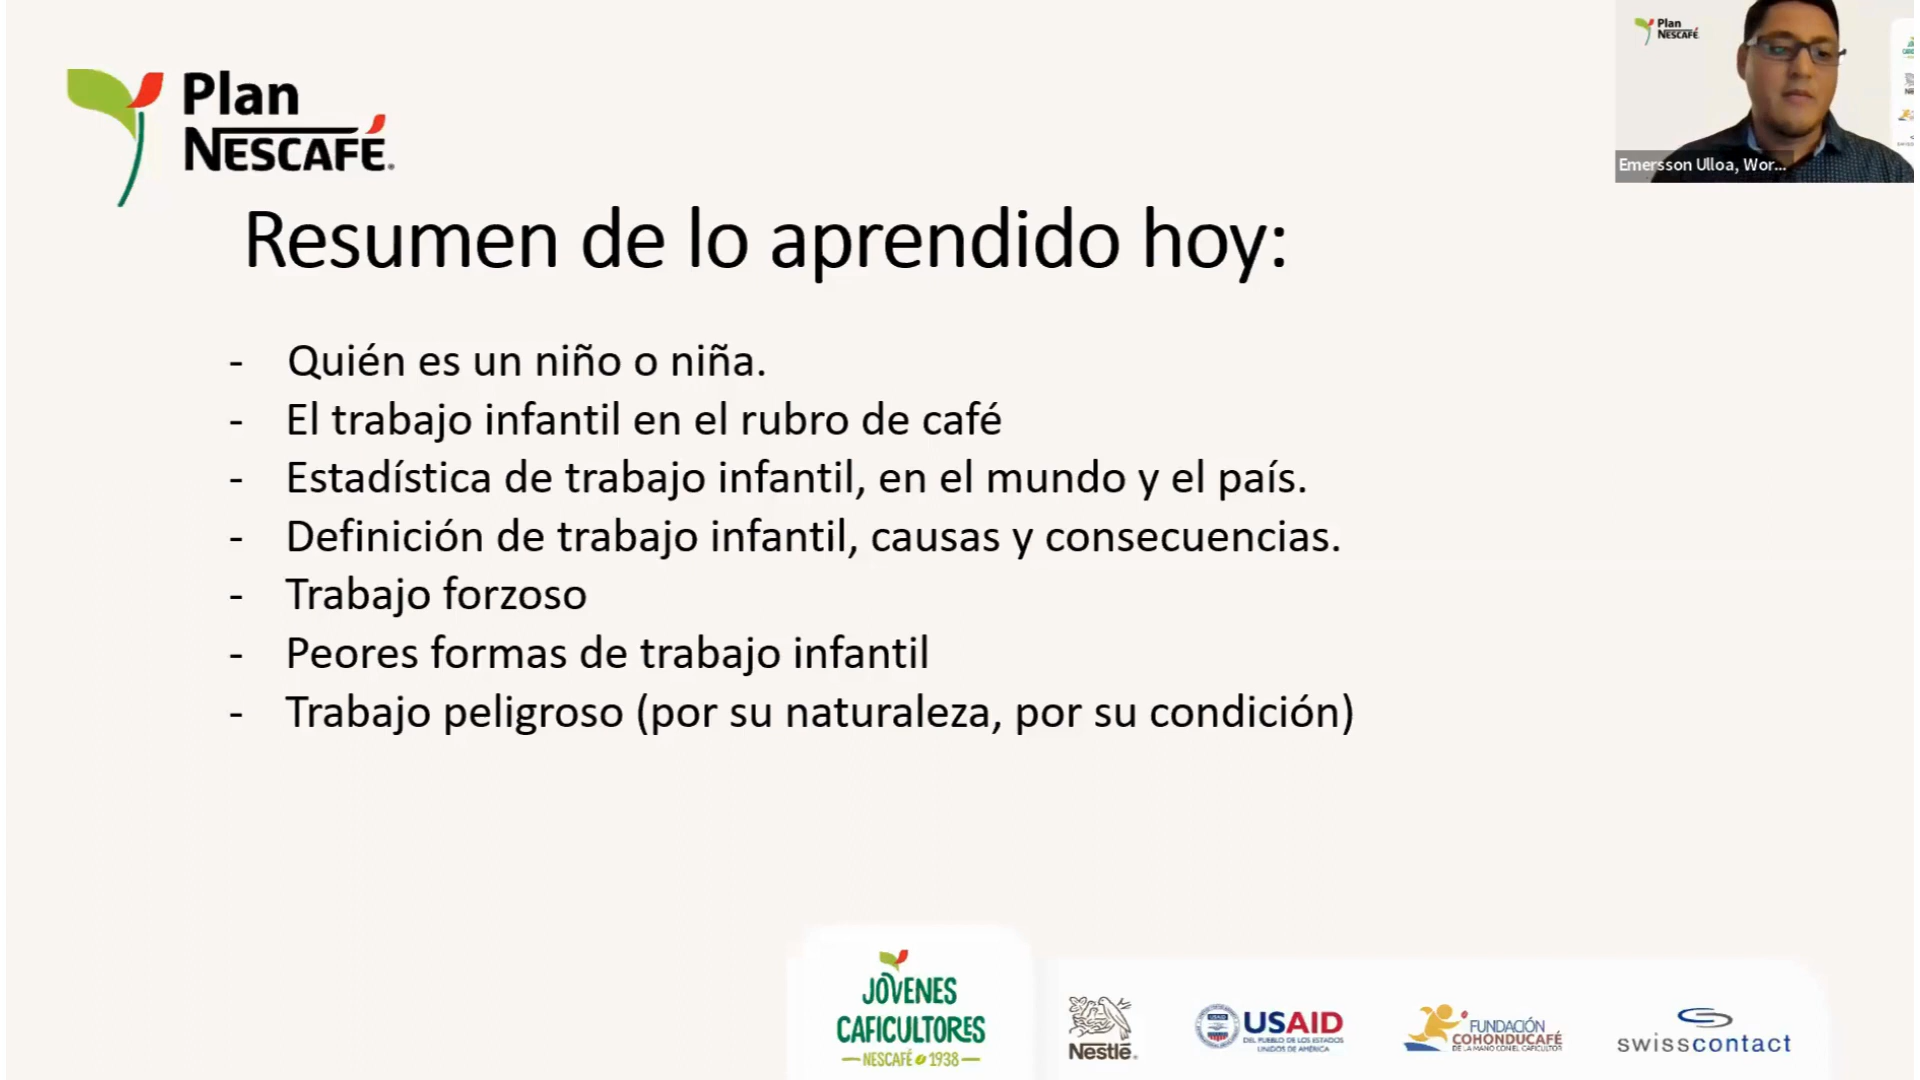 Plan
NESCAFÉ
Plan
NESCAFÉ
Emersson Ulloa, Wor...
Resumen de lo aprendido hoy:
- Quién es un niño o niña.
- El trabajo infantil en el rubro de café
- Estadística de trabajo infantil, en el mundo y el país.
- Definición de trabajo infantil, causas y consecuencias.
- Trabajo forzoso
- Peores formas de trabajo infantil
- Trabajo peligroso (por su naturaleza, por su condición)
JÓVENES
CAFICULTORES
NESCAFÉ 1938
Nestlé
USAID
USAID
DEL PUEBLO DE LOS ESTADOS
UNIDOS DE AMÉRICA
FUNDACIÓN
COHONDUCAFÉ
DE LA MANO CON EL CAFICULTOR
swisscontact